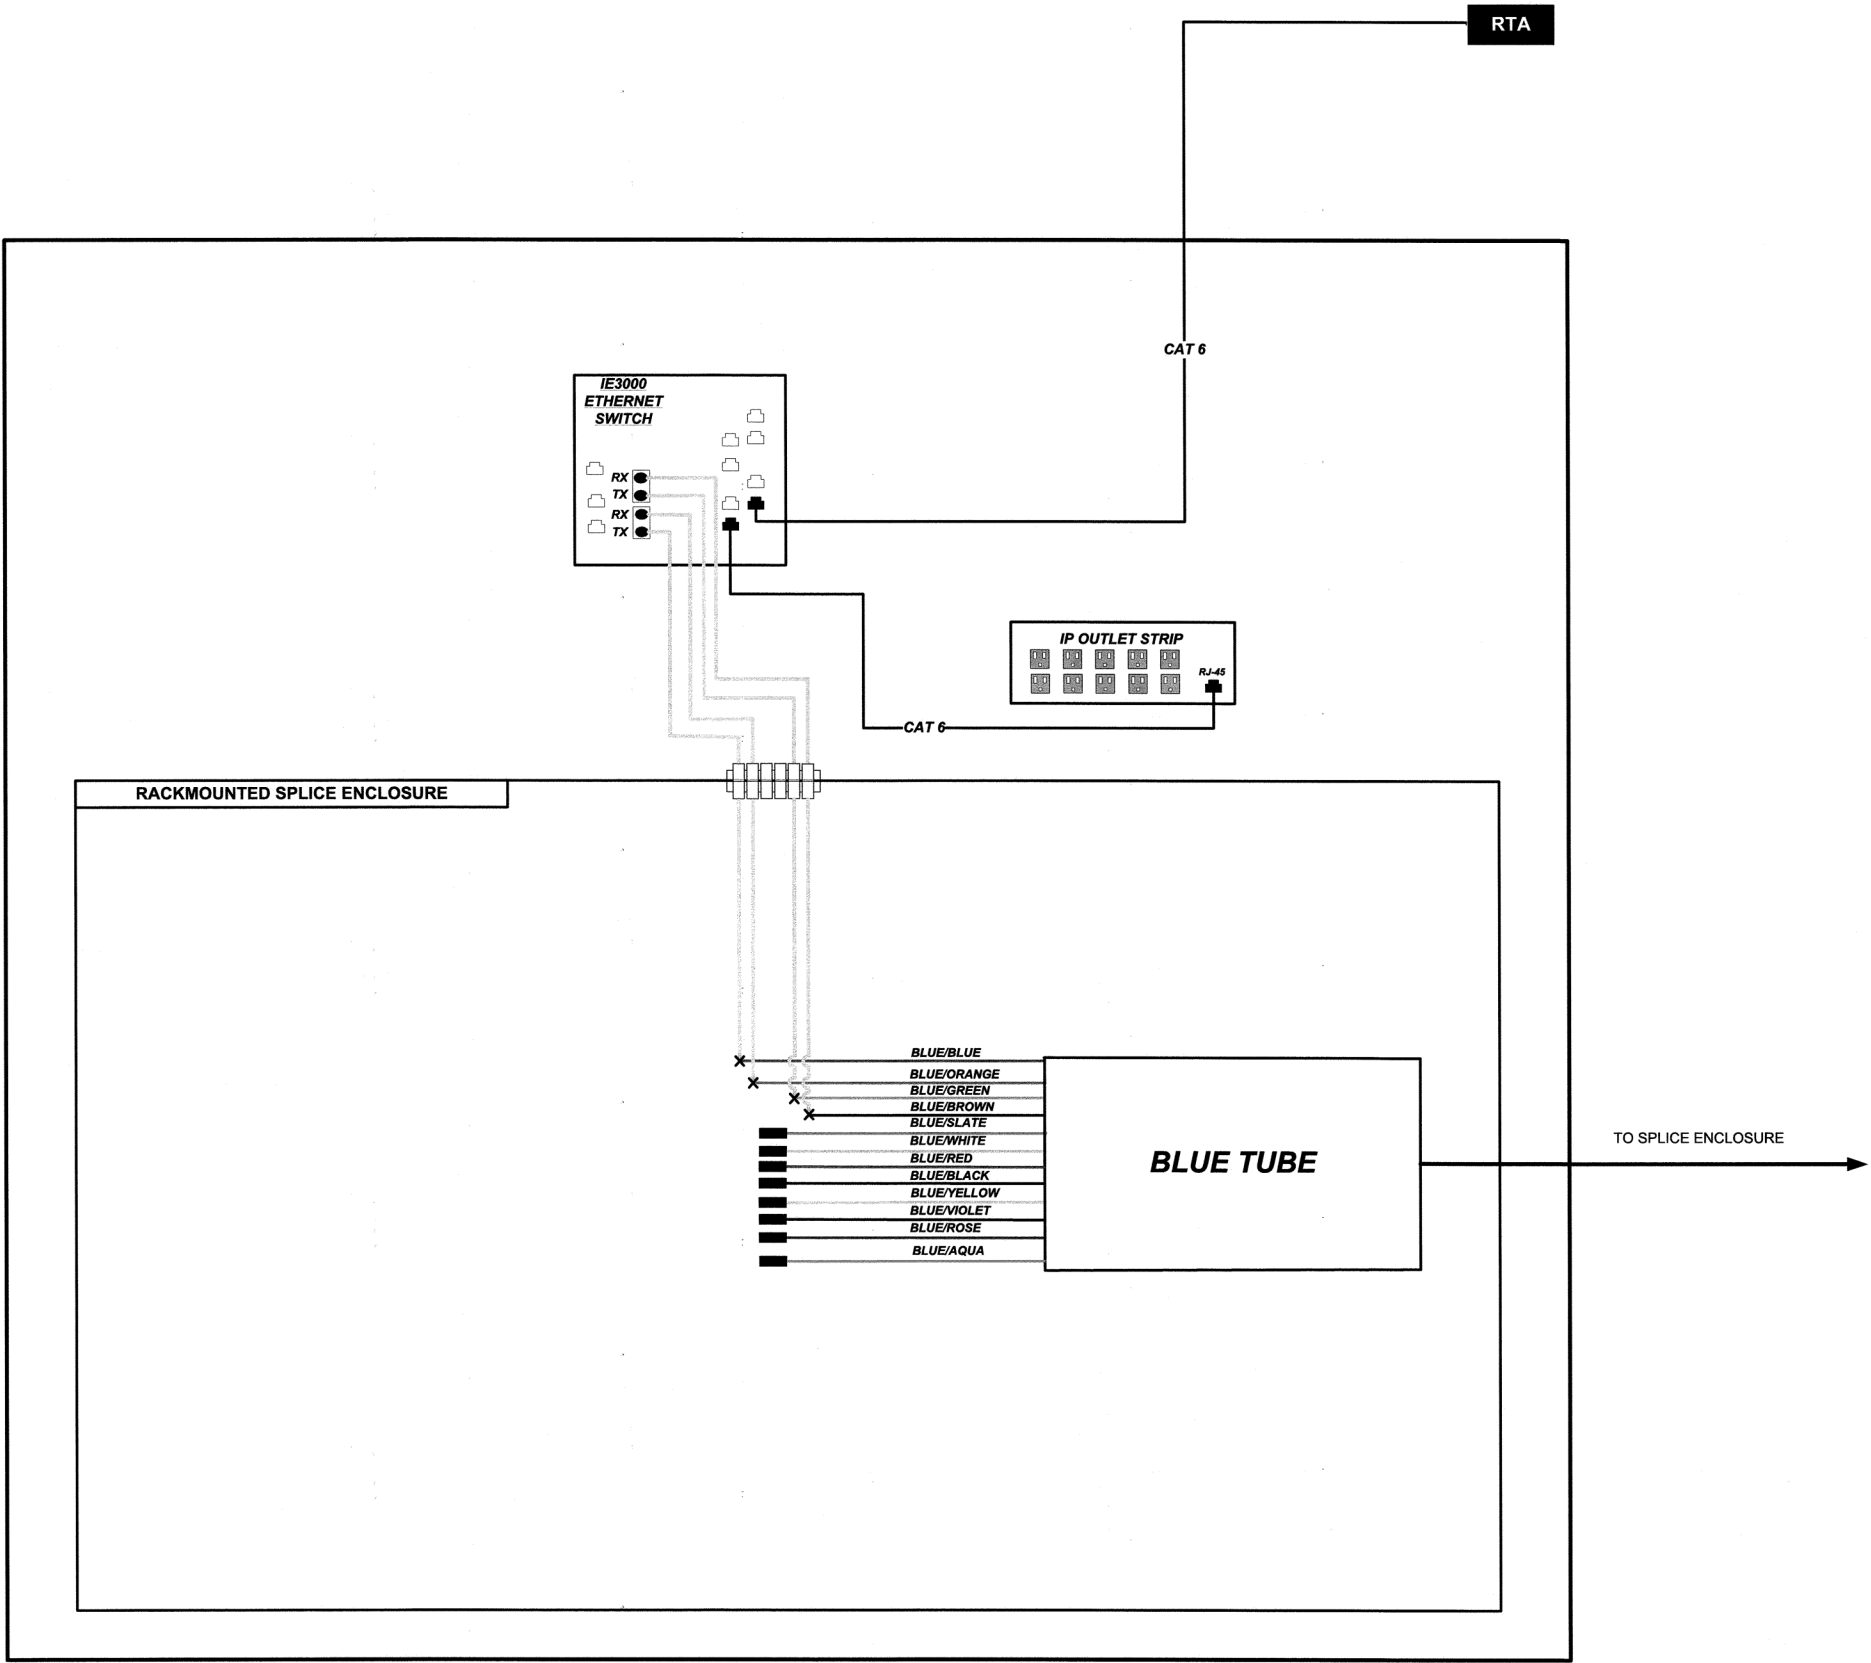 RTA
CAT 6
IE3000
ETHERNET
SWITCH
RX
TX
RX
TX
IP OUTLET STRIP
RJ-45
CAT 6
RACKMOUNTED SPLICE ENCLOSURE
BLUE/BLUE
BLUE/ORANGE
BLUE/GREEN
BLUE/BROWN
BLUE/SLATE
BLUE/WHITE
BLUE/RED
BLUE/BLACK
BLUE/YELLOW
BLUE/VIOLET
BLUE/ROSE
BLUE/AQUA
BLUE TUBE
TO SPLICE ENCLOSURE